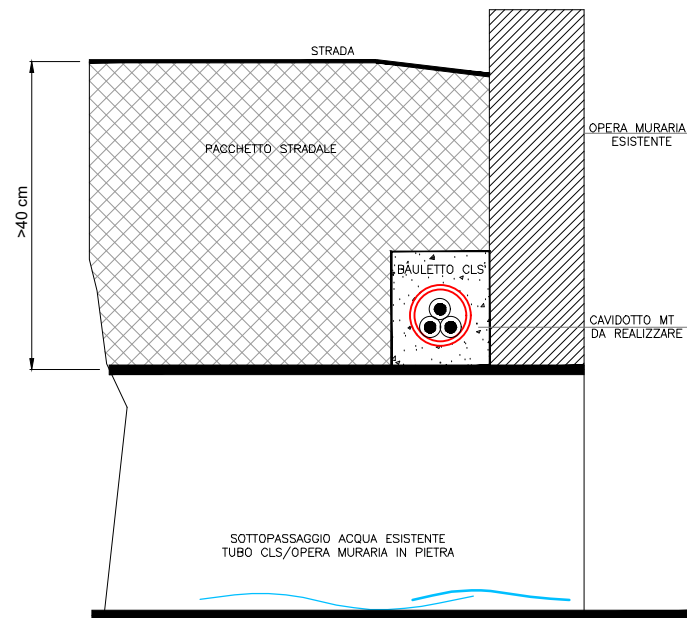 STRADA
PACCHETTO STRADALE
OPERA MURARIA
ESISTENTE
>40 cm
BAULETTO CLS
CAVIDOTTO MT
DA REALIZZARE
SOTTOPASSAGGIO ACQUA ESISTENTE
TUBO CLS/OPERA MURARIA IN PIETRA